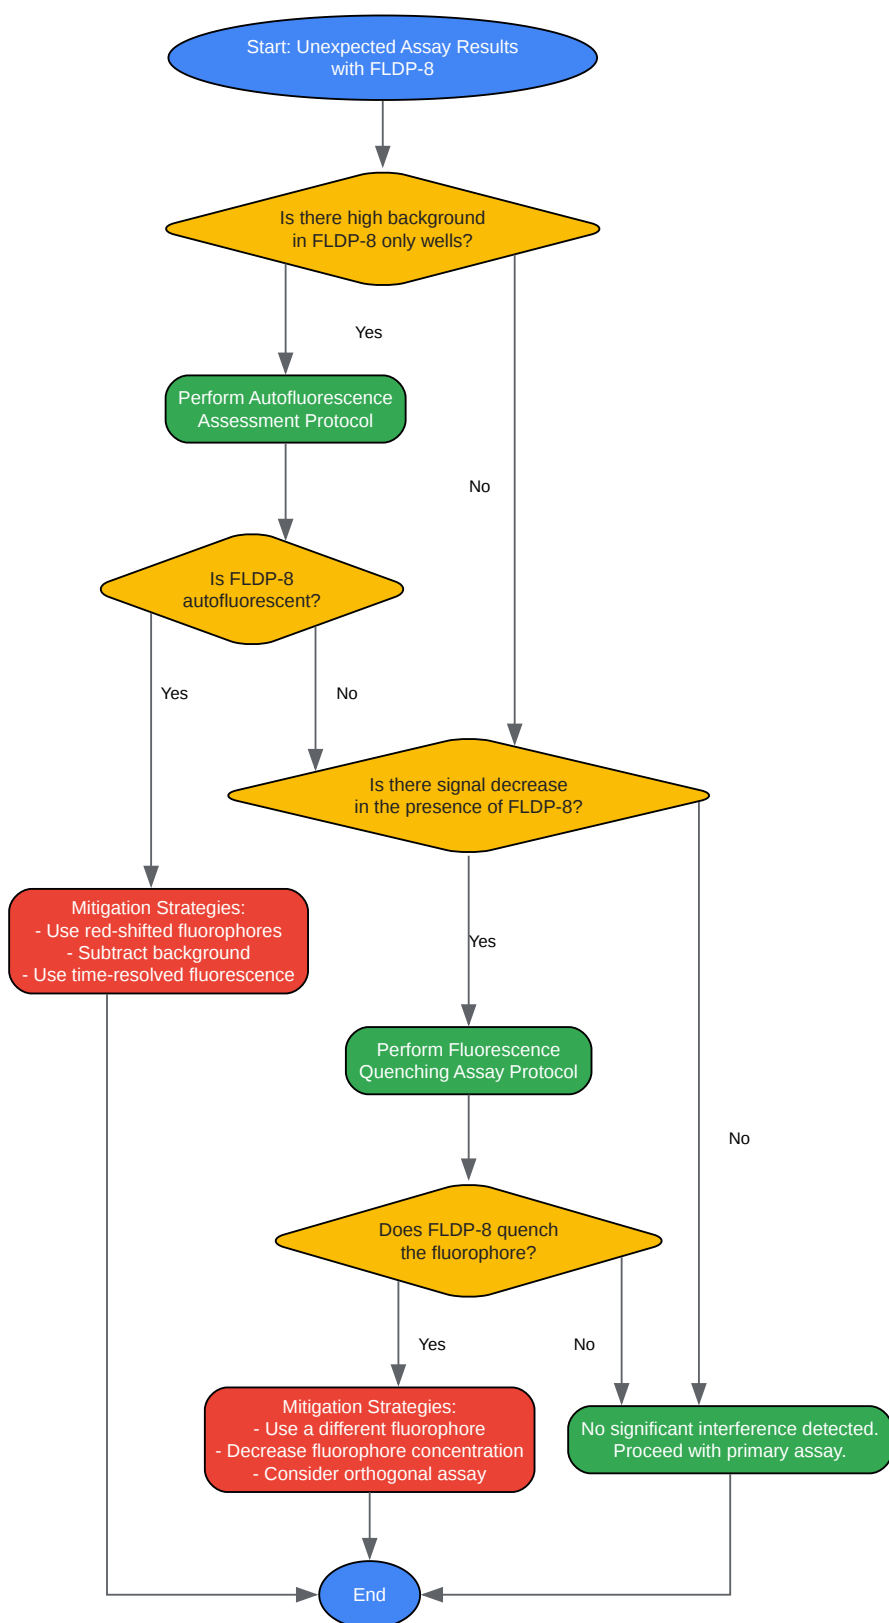 Start: Unexpected Assay Results
with FLDP-8
Is there high background
in FLDP-8 only wells?
Yes
Perform Autofluorescence
Assessment Protocol
No
Is FLDP-8
autofluorescent?
Yes
No
Is there signal decrease
in the presence of FLDP-8?
Mitigation Strategies:
- Use red-shifted fluorophores
- Subtract background
- Use time-resolved fluorescence
Yes
Perform Fluorescence
Quenching Assay Protocol
No
Does FLDP-8 quench
the fluorophore?
Yes
No
Mitigation Strategies:
- Use a different fluorophore
- Decrease fluorophore concentration
- Consider orthogonal assay
No significant interference detected.
Proceed with primary assay.
End